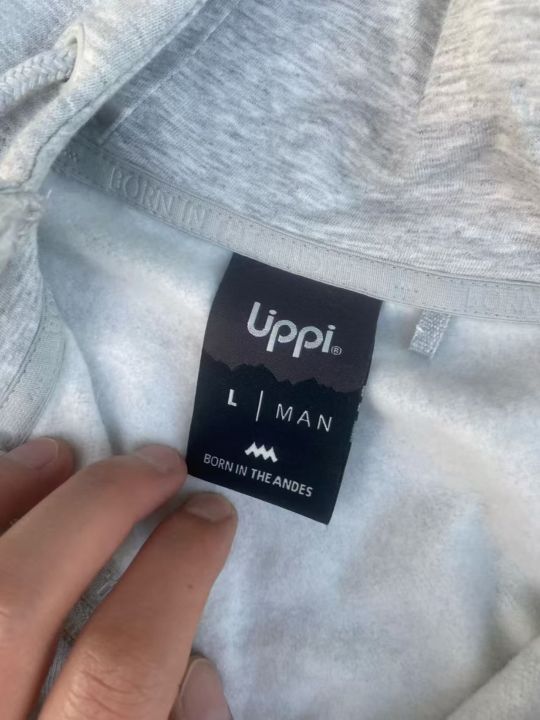 BORN IN
Lippi®
L | MAN
BORN IN THE ANDES